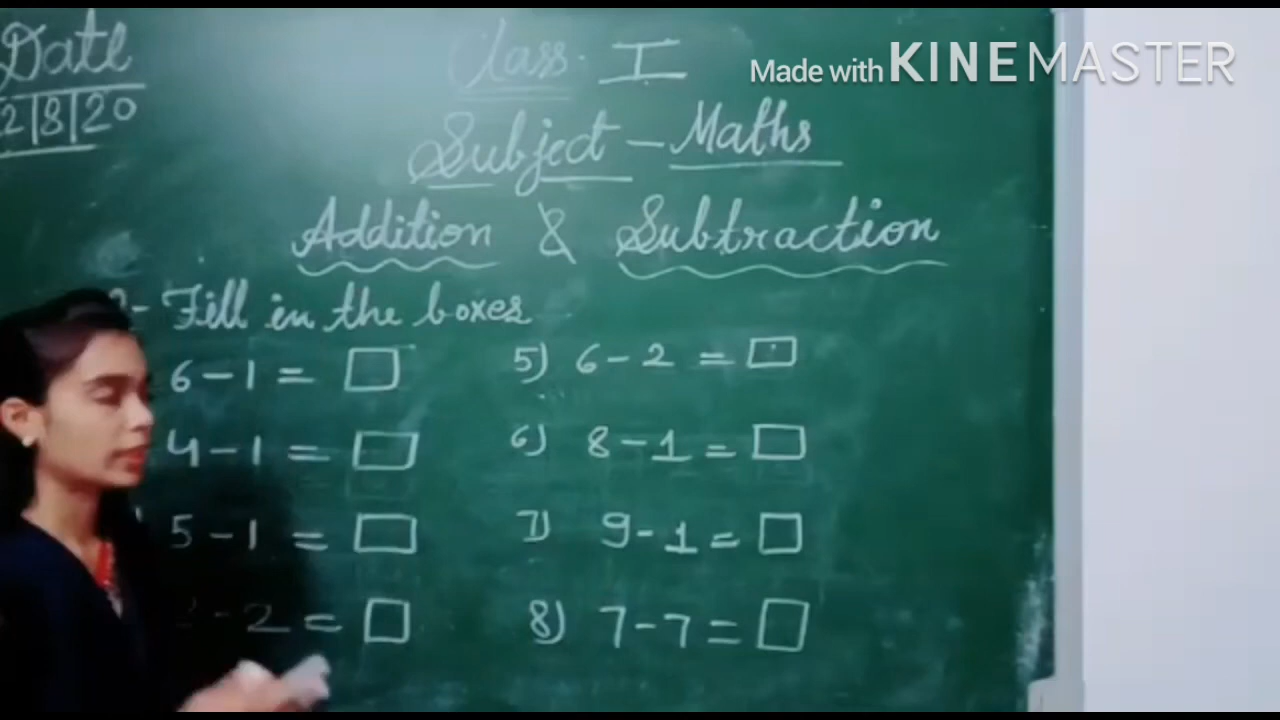 Date
2|8|20
Class. I
Made with KINEMASTER
Subject - Maths
Addition & Subtraction
Fill in the boxes
6 - 1 = □
5) 6 - 2 = □
4 - 1 = □
6) 8 - 1 = □
5 - 1 = □
7) 9 - 1 = □
- 2 = □
8) 7 - 7 = □